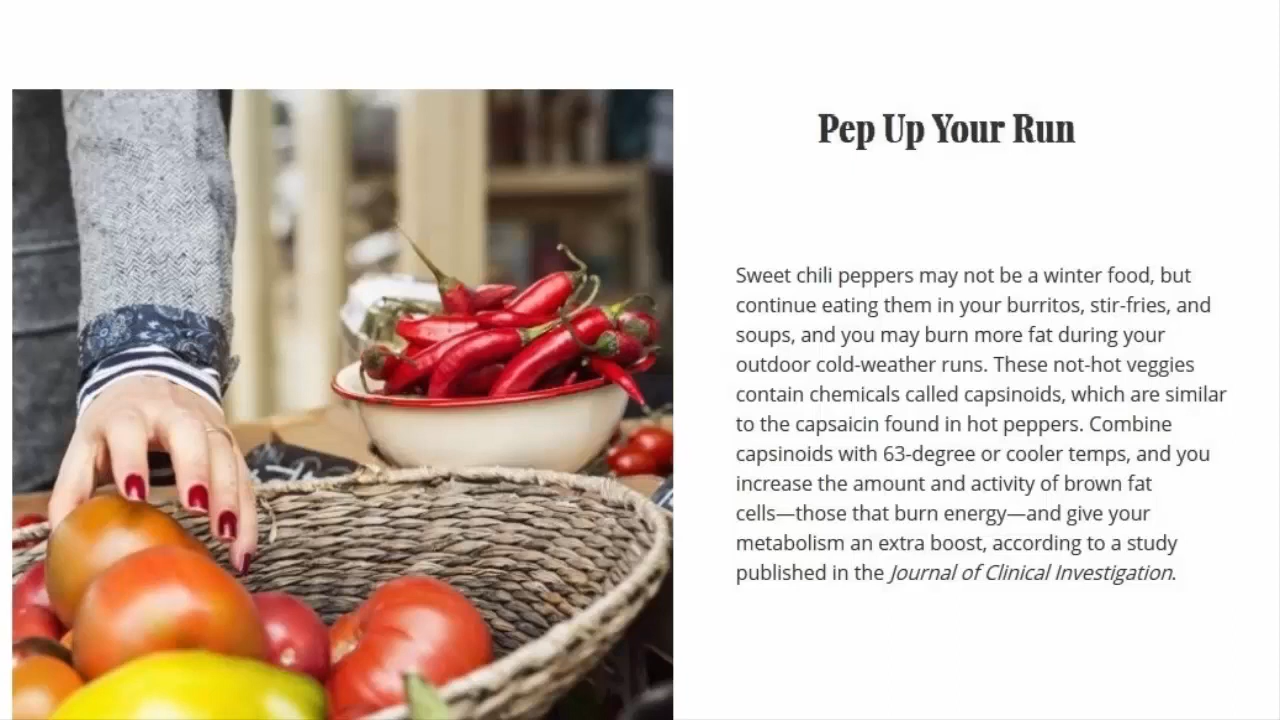 Pep Up Your Run
Sweet chili peppers may not be a winter food, but
continue eating them in your burritos, stir-fries, and
soups, and you may burn more fat during your
outdoor cold-weather runs. These not-hot veggies
contain chemicals called capsinoids, which are similar
to the capsaicin found in hot peppers. Combine
capsinoids with 63-degree or cooler temps, and you
increase the amount and activity of brown fat
cells—those that burn energy—and give your
metabolism an extra boost, according to a study
published in the Journal of Clinical Investigation.